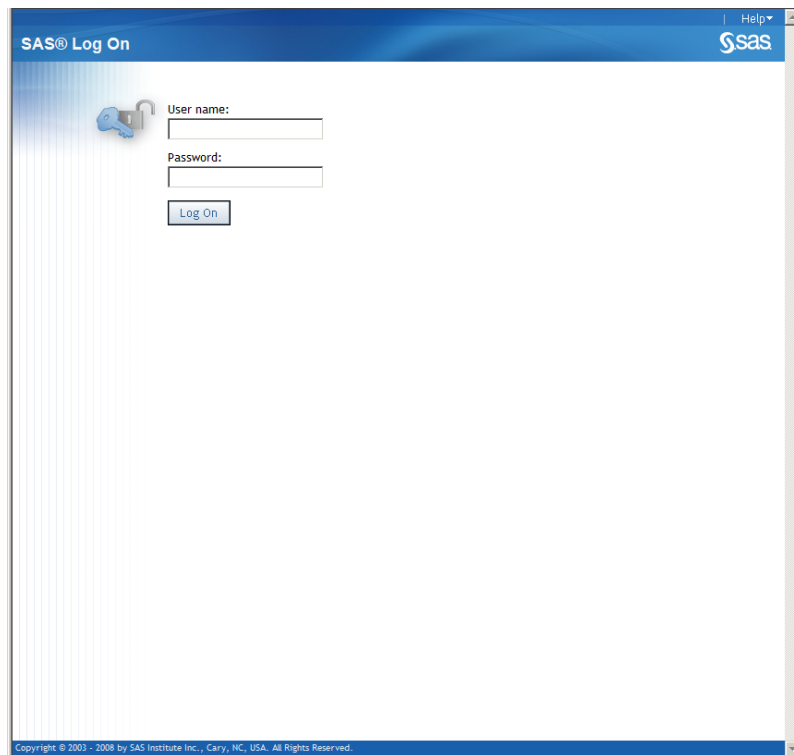 | Help
SAS® Log On
sas
User name:
Password:
Log On
Copyright © 2003 - 2008 by SAS Institute Inc., Cary, NC, USA. All Rights Reserved.